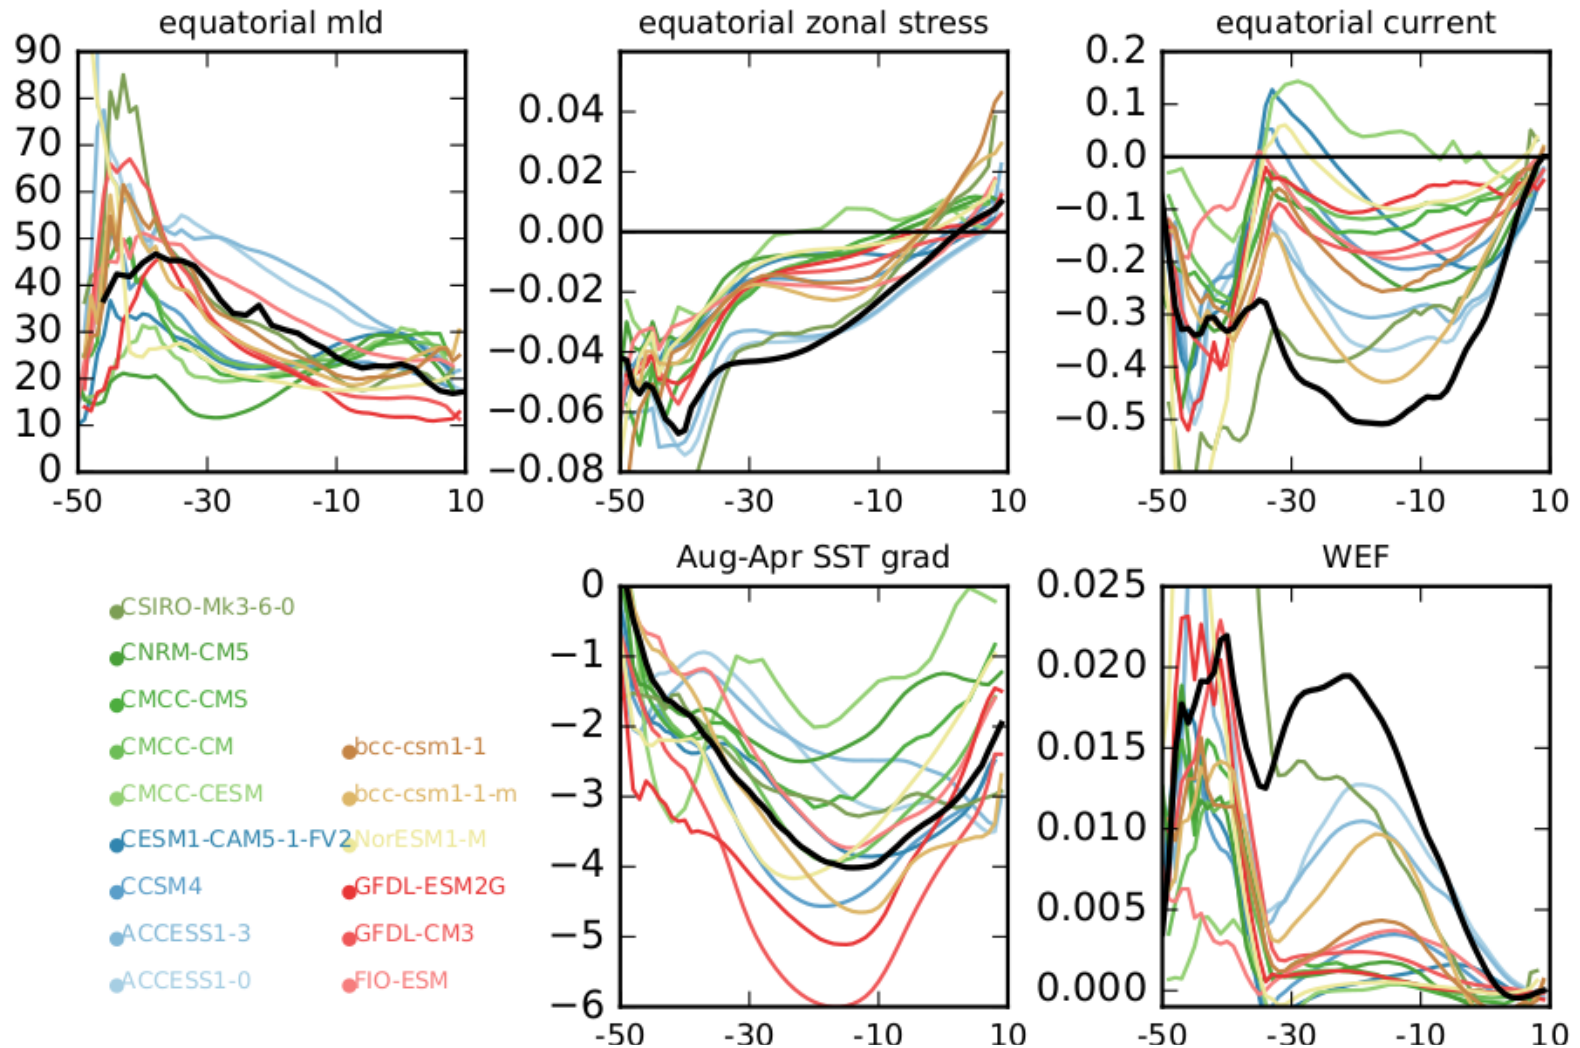 equatorial mld
equatorial zonal stress
equatorial current
90
80
70
60
50
40
30
20
10
0
-50
-30
-10
10
0.04
0.02
0.00
−0.02
−0.04
−0.06
−0.08
-50
-30
-10
10
0.2
0.1
0.0
−0.1
−0.2
−0.3
−0.4
−0.5
-50
-30
-10
10
CSIRO-Mk3-6-0
CNRM-CM5
CMCC-CMS
CMCC-CM
CMCC-CESM
CESM1-CAM5-1-FV2
CCSM4
ACCESS1-3
ACCESS1-0
bcc-csm1-1
bcc-csm1-1-m
NorESM1-M
GFDL-ESM2G
GFDL-CM3
FIO-ESM
Aug-Apr SST grad
0
−1
−2
−3
−4
−5
−6
-50
-30
-10
10
WEF
0.025
0.020
0.015
0.010
0.005
0.000
-50
-30
-10
10